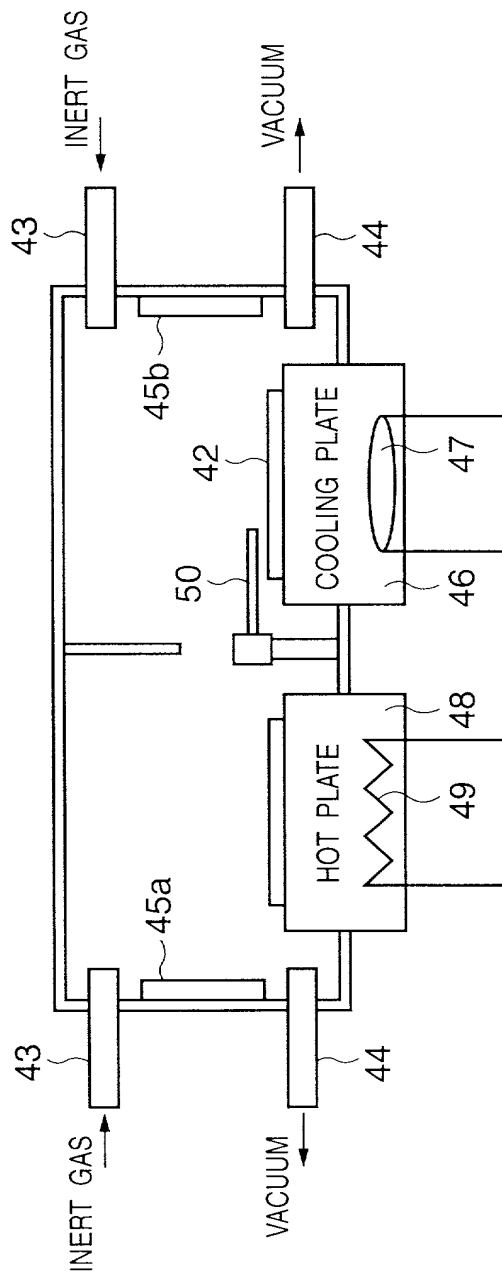 INERT GAS
INERT GAS
43
43
VACUUM
VACUUM
44
44
45a
45b
42
50
HOT PLATE
COOLING PLATE
48
49
46
47